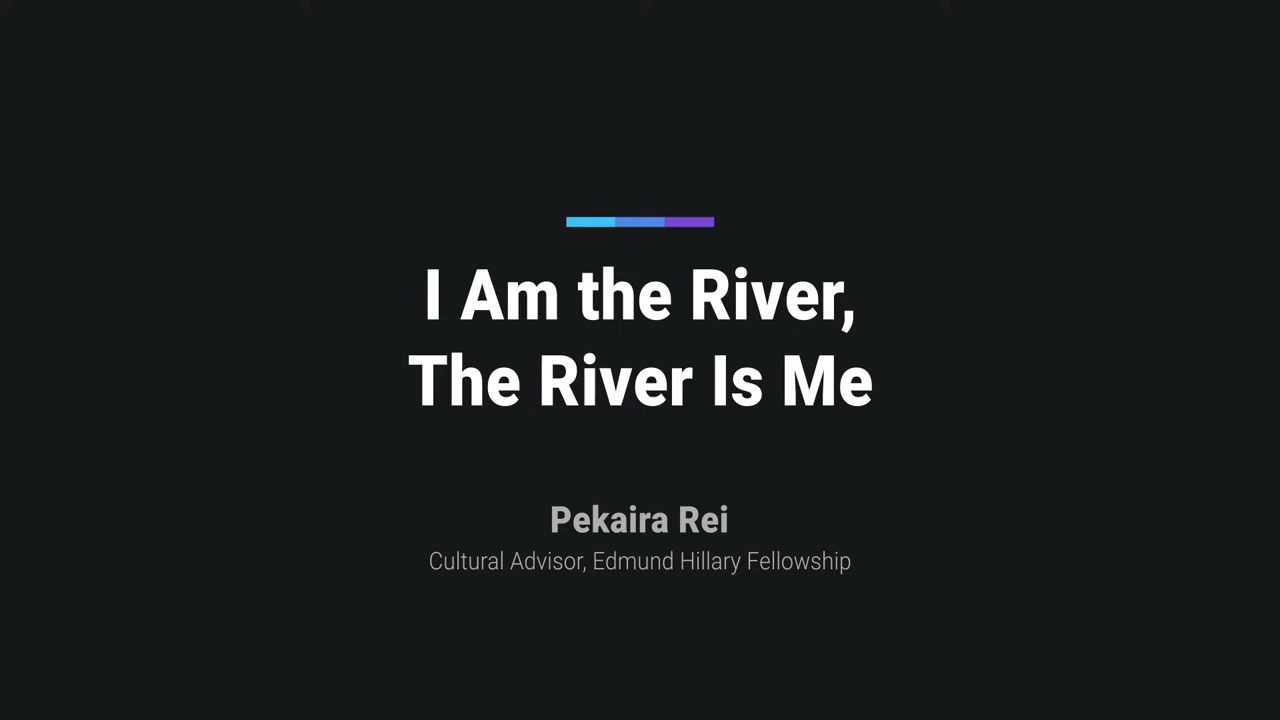 I Am the River,
The River Is Me
Pekaira Rei
Cultural Advisor, Edmund Hillary Fellowship